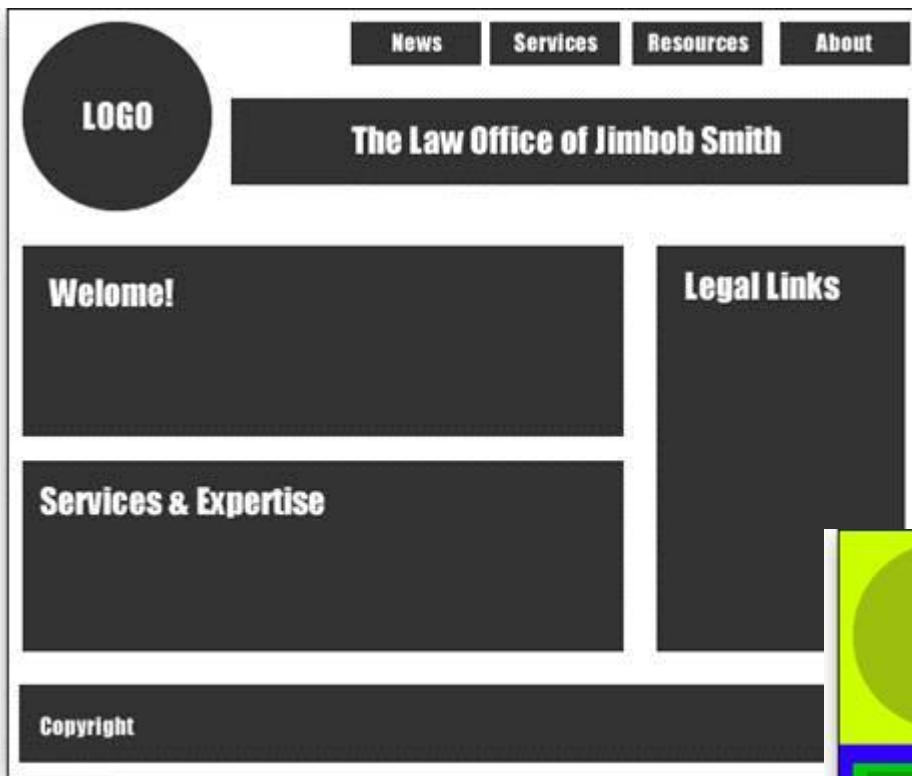 News Services Resources About
LOGO
The Law Office of Jimbob Smith
Welome!
Legal Links
Services & Expertise
Copyright